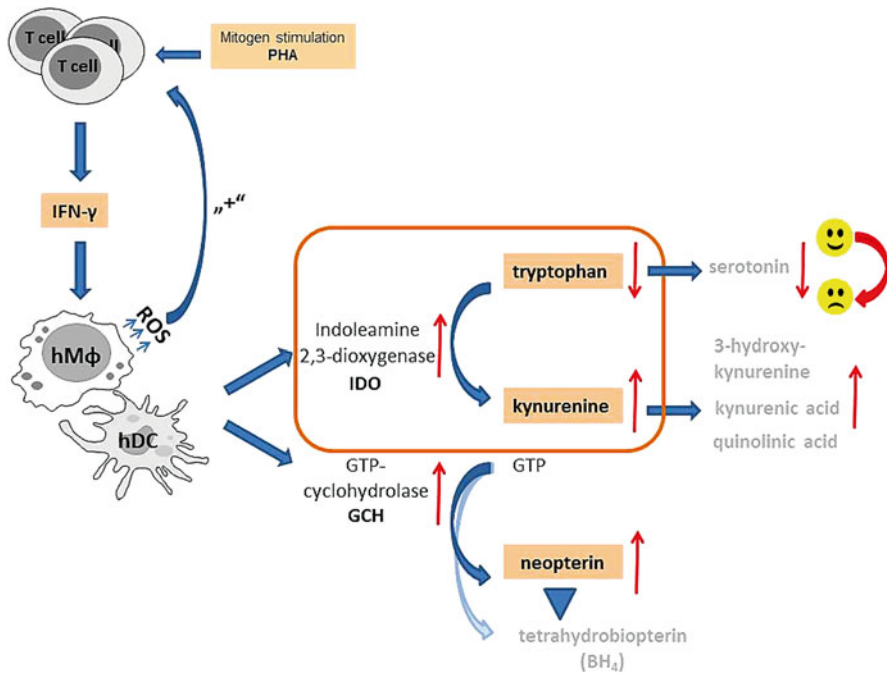 T cell
cell
T cell
Mitogen stimulation
PHA
IFN-γ
„+“
ROS
hMφ
hDC
Indoleamine
2,3-dioxygenase
IDO
tryptophan
kynurenine
serotonin
3-hydroxy-
kynurenine
kynurenic acid
quinolinic acid
GTP-
cyclohydrolase
GCH
GTP
neopterin
tetrahydrobiopterin
(BH₄)